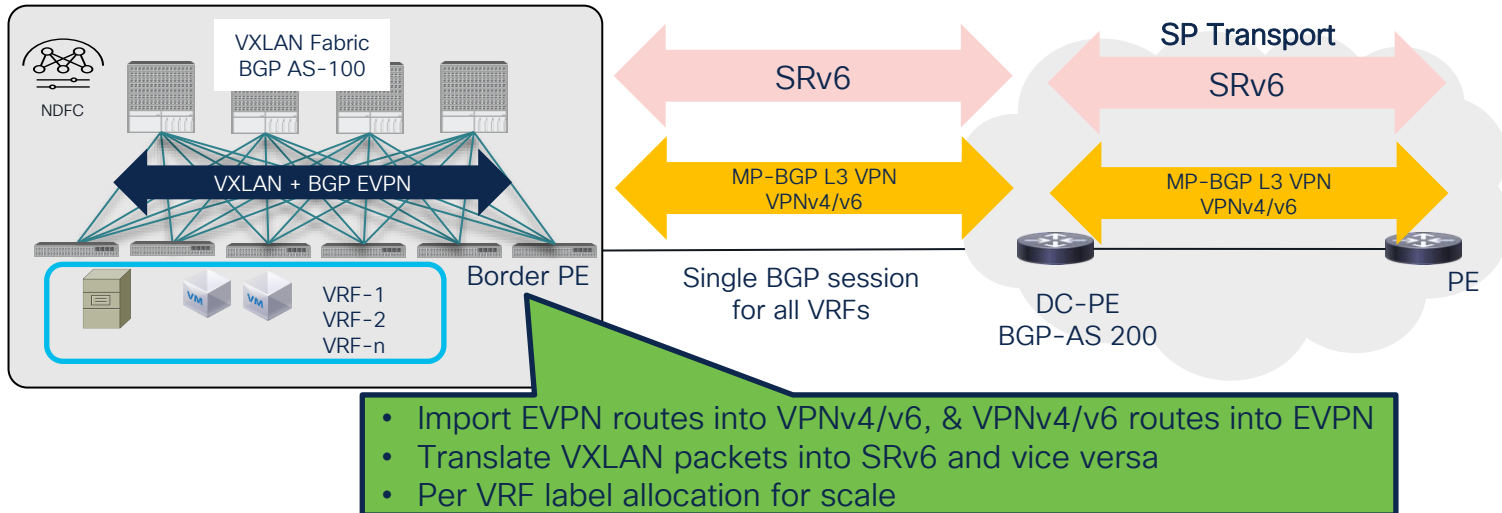 VXLAN Fabric
BGP AS-100
NDFC
VXLAN + BGP EVPN
VM
VM
VRF-1
VRF-2
VRF-n
Border PE
SRv6
MP-BGP L3 VPN
VPNv4/v6
Single BGP session
for all VRFs
SP Transport
SRv6
MP-BGP L3 VPN
VPNv4/v6
DC-PE
BGP-AS 200
PE
• Import EVPN routes into VPNv4/v6, & VPNv4/v6 routes into EVPN
• Translate VXLAN packets into SRv6 and vice versa
• Per VRF label allocation for scale